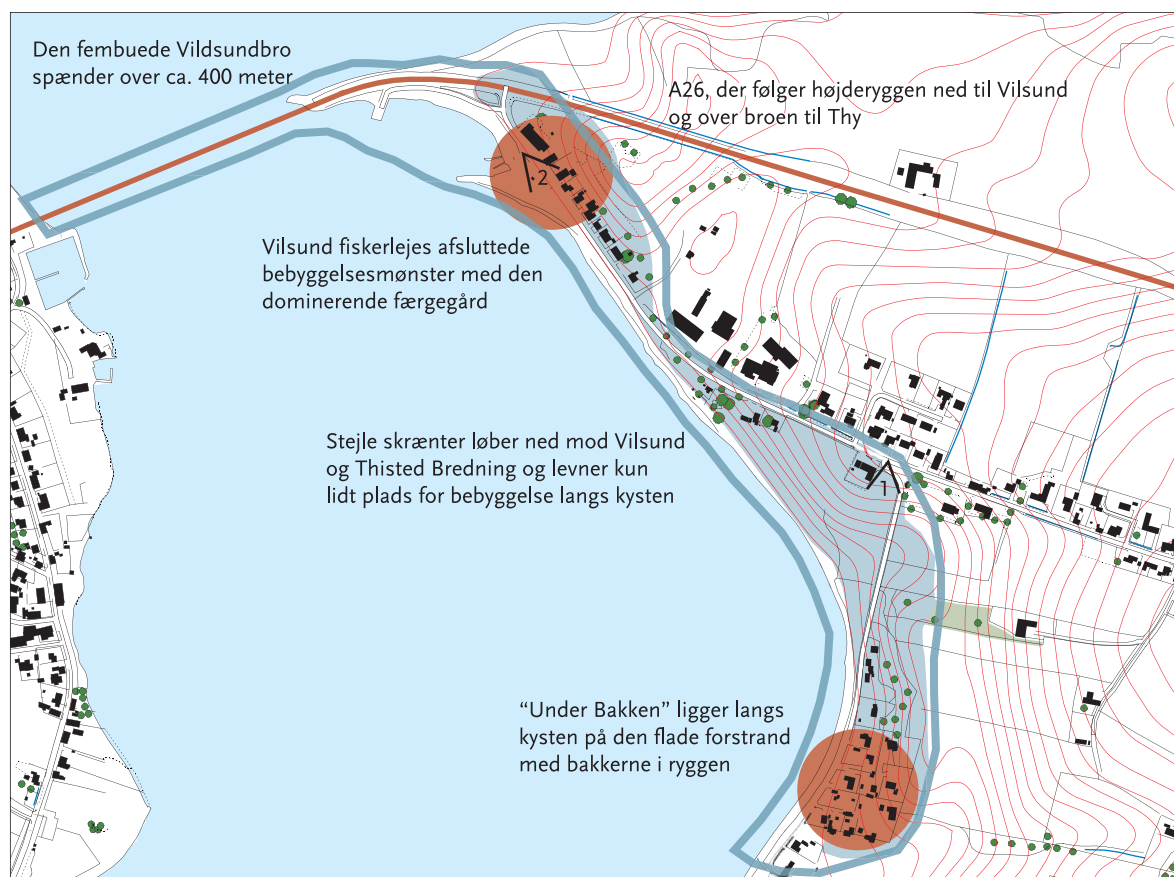 Den fembuede Vildsundbro
spænder over ca. 400 meter
A26, der følger højderyggen ned til Vilsund
og over broen til Thy
2
Vilsund fiskerlejes afsluttede
bebyggelsesmønster med den
dominerende færgegård
Stejle skrænter løber ned mod Vilsund
og Thisted Bredning og levner kun
lidt plads for bebyggelse langs kysten
1
“Under Bakken” ligger langs
kysten på den flade forstrand
med bakkerne i ryggen